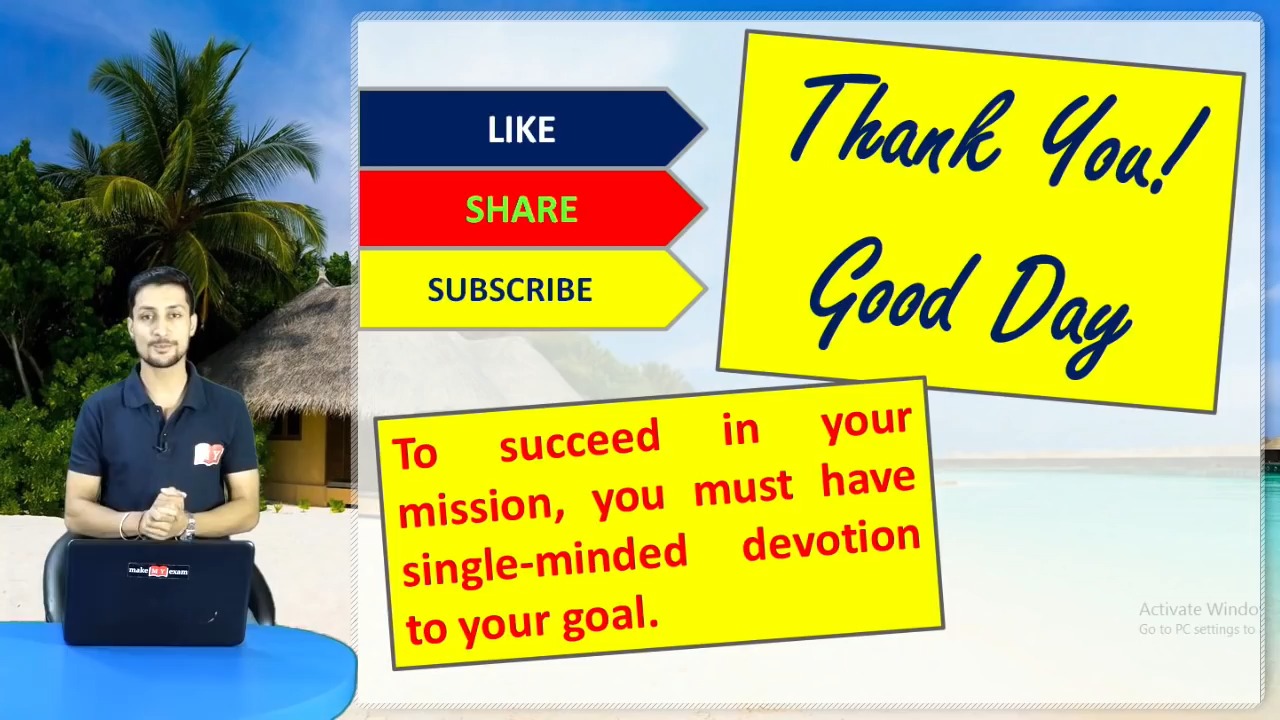 LIKE
SHARE
SUBSCRIBE
Thank You!
Good Day
To succeed in your
mission, you must have
single-minded devotion
to your goal.
make my exam
Activate Windo
Go to PC settings to